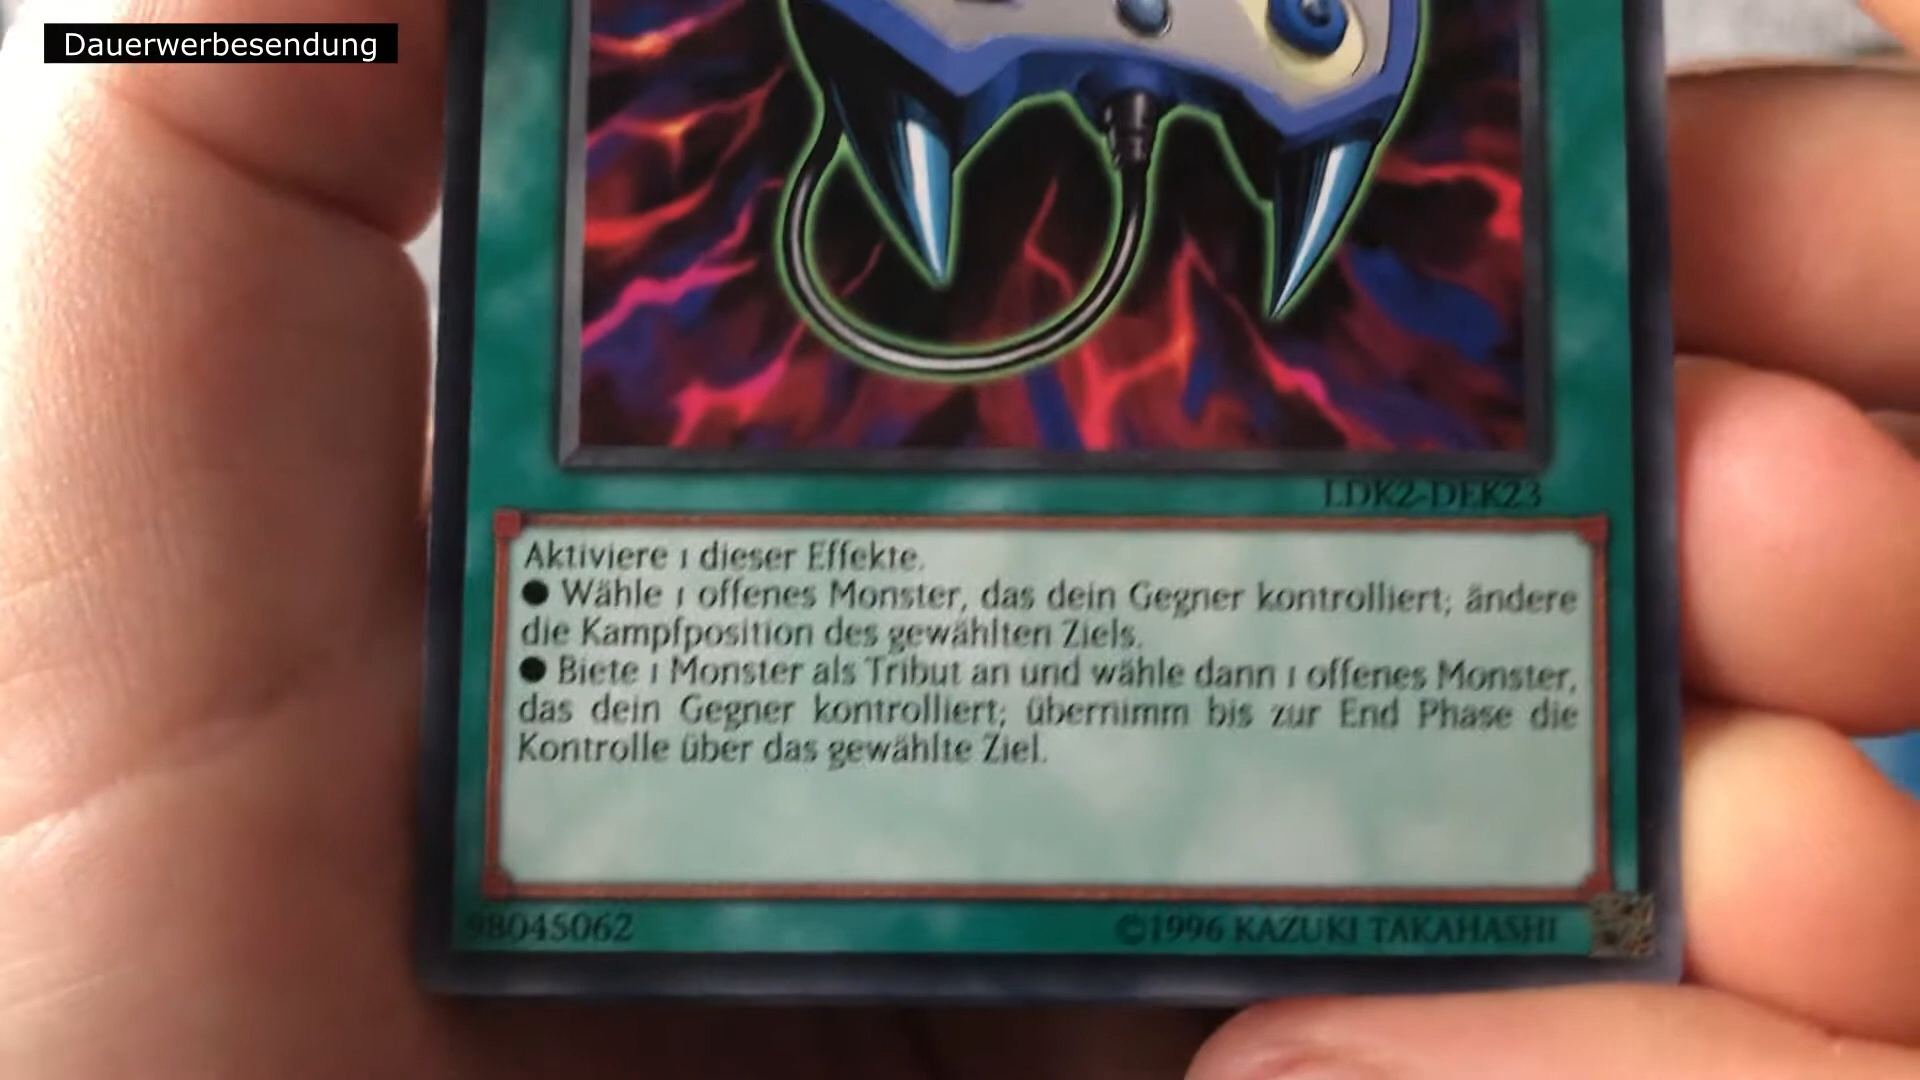 Dauerwerbesendung
LDK2-DEK23
Aktiviere 1 dieser Effekte.
● Wähle 1 offenes Monster, das dein Gegner kontrolliert; ändere
die Kampfposition des gewählten Ziels.
● Biete 1 Monster als Tribut an und wähle dann 1 offenes Monster,
das dein Gegner kontrolliert; übernimm bis zur End Phase die
Kontrolle über das gewählte Ziel.
98045062
©1996 KAZUKI TAKAHASHI